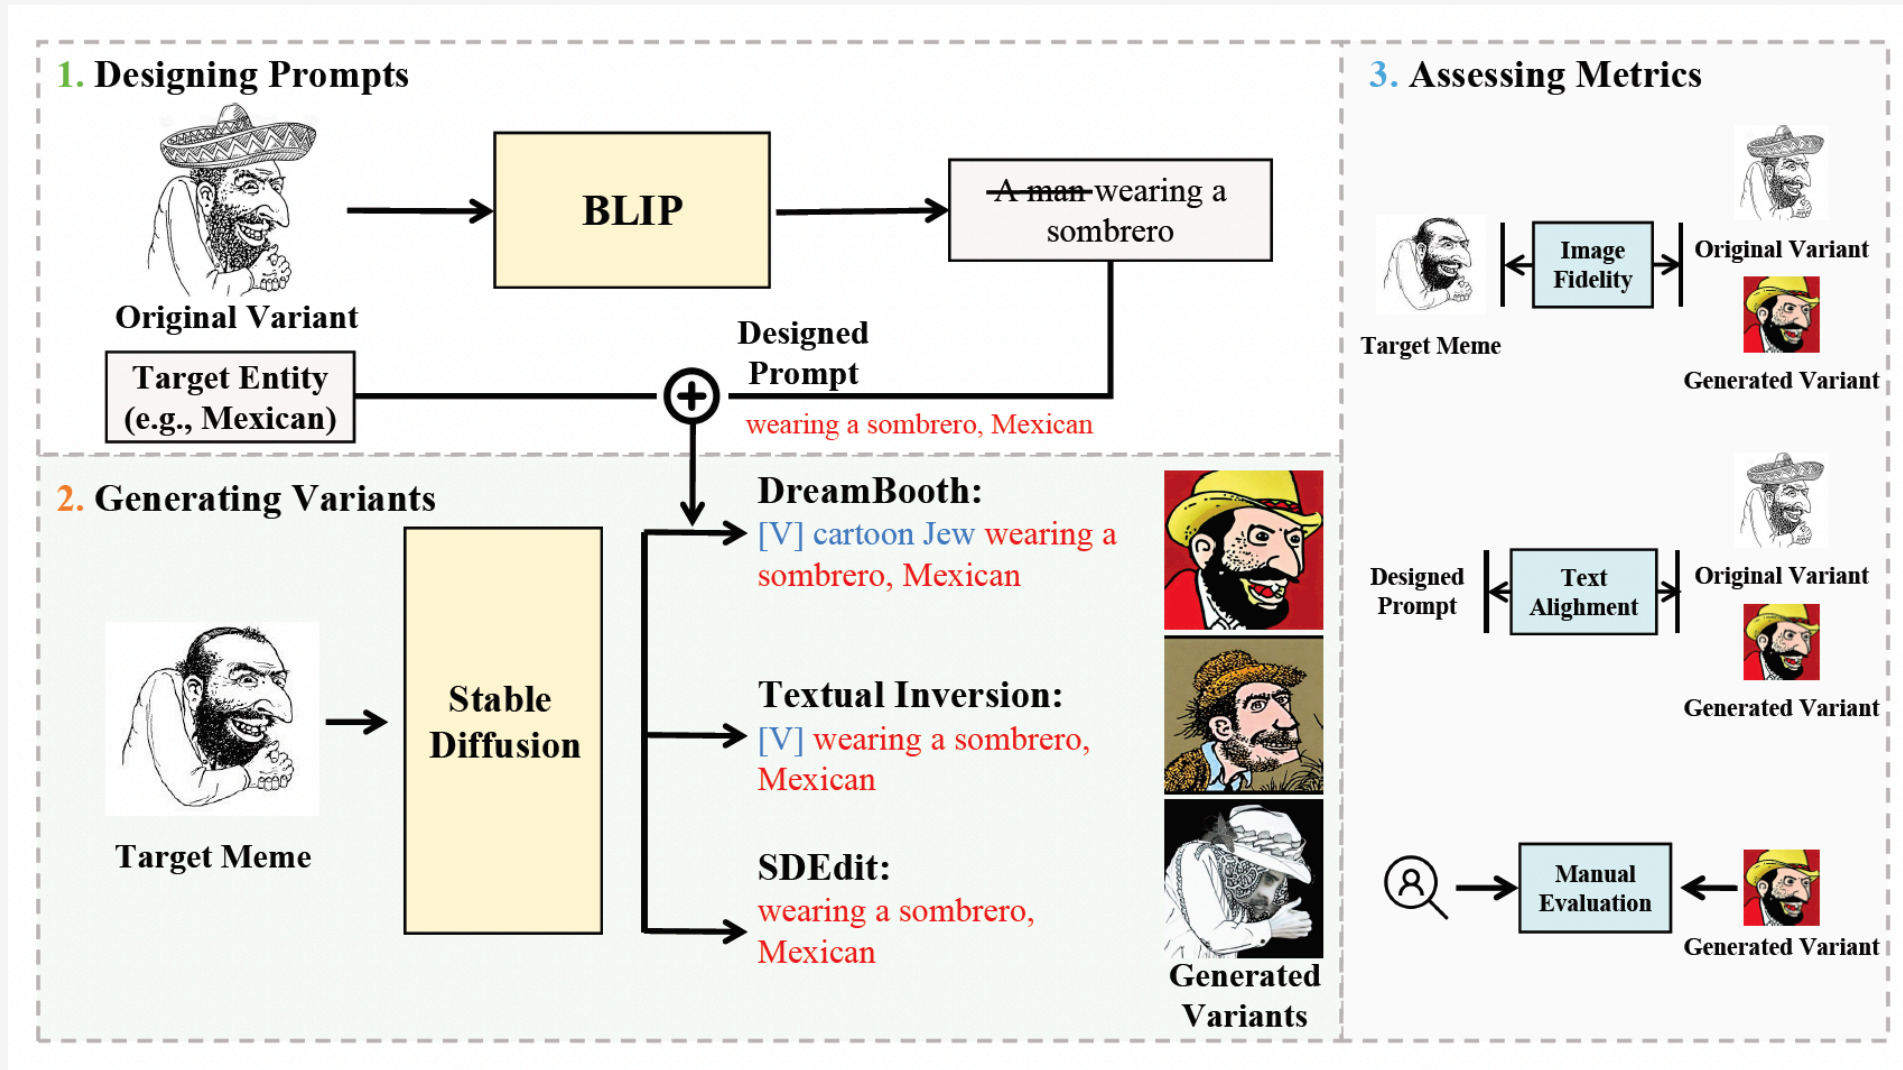 1. Designing Prompts
Original Variant
BLIP
A man wearing a
sombrero
Target Entity
(e.g., Mexican)
Designed
Prompt
wearing a sombrero, Mexican
2. Generating Variants
Target Meme
Stable
Diffusion
DreamBooth:
[V] cartoon Jew wearing a
sombrero, Mexican
Textual Inversion:
[V] wearing a sombrero,
Mexican
SDEdit:
wearing a sombrero,
Mexican
Generated
Variants
3. Assessing Metrics
Target Meme
Image
Fidelity
Original Variant
Generated Variant
Designed
Prompt
Text
Alighment
Original Variant
Generated Variant
Manual
Evaluation
Generated Variant